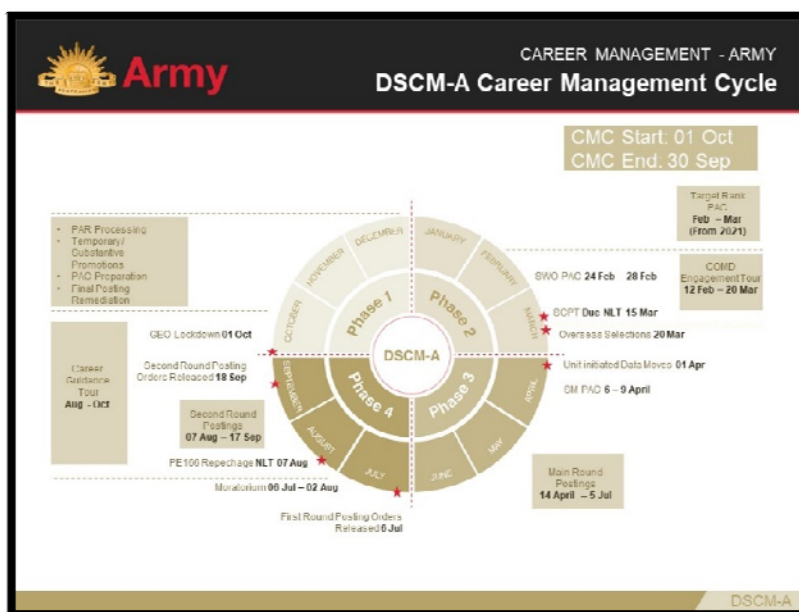 Army
CAREER MANAGEMENT - ARMY
DSCM-A Career Management Cycle
CMC Start: 01 Oct
CMC End: 30 Sep
Target Rank
PAC
Feb – Mar
(From 2021)
• PAR Processing
• Temporary/
Substantive
Promotions
• PAC Preparation
• Final Posting
Remediation
DECEMBER
JANUARY
NOVEMBER
FEBRUARY
OCTOBER
MARCH
Phase 1
Phase 2
SWO PAC 24 Feb 28 Feb
COMD
Engagement Tour
12 Feb – 20 Mar
SCPT Due NLT 15 Mar
Overseas Selections 20 Mar
CEO Lockdown 01 Oct
DSCM-A
Career
Guidance
Tour
Aug - Oct
Second Round Posting
Orders Released 18 Sep
Unit initiated Data Moves 01 Apr
SM PAC 6 – 9 April
SEPTEMBER
APRIL
Phase 4
Phase 3
AUGUST
MAY
JULY
JUNE
Second Round
Postings
07 Aug – 17 Sep
PE166 Repechage NLT 07 Aug
Moratorium 06 Jul – 02 Aug
Main Round
Postings
14 April – 5 Jul
First Round Posting Orders
Released 6 Jul
DSCM-A